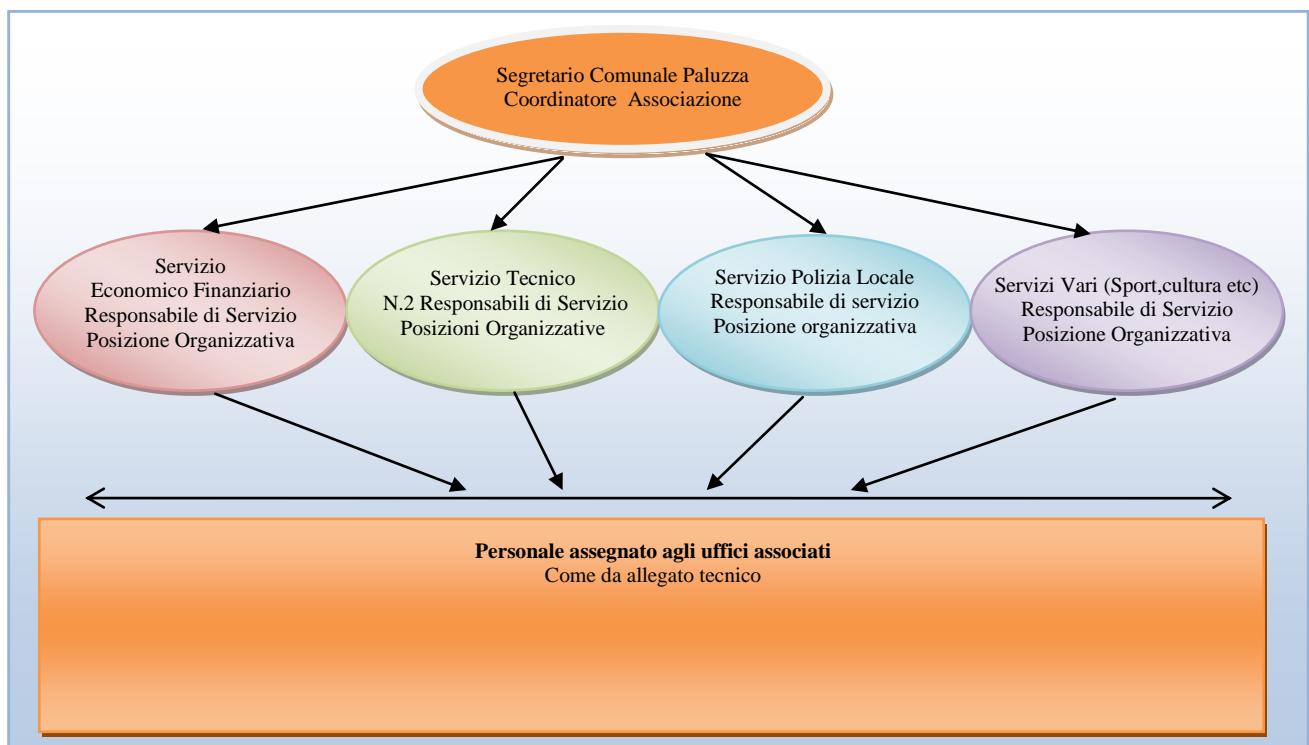 Segretario Comunale Paluzza
Coordinatore Associazione
Servizio
Economico Finanziario
Responsabile di Servizio
Posizione Organizzativa
Servizio Tecnico
N.2 Responsabili di Servizio
Posizioni Organizzative
Servizio Polizia Locale
Responsabile di servizio
Posizione organizzativa
Servizi Vari (Sport,cultura etc)
Responsabile di Servizio
Posizione Organizzativa
Personale assegnato agli uffici associati
Come da allegato tecnico